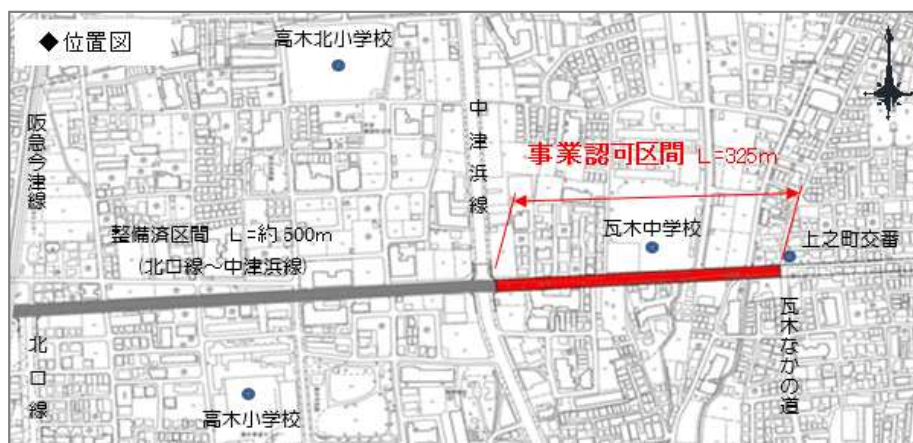 ◆位置図
高木北小学校
阪急今津線
中津浜線
事業認可区間 L=325m
整備済区間 L=約500m
(北口線～中津浜線)
瓦木中学校
上之町交番
北口線
高木小学校
瓦木なかの道